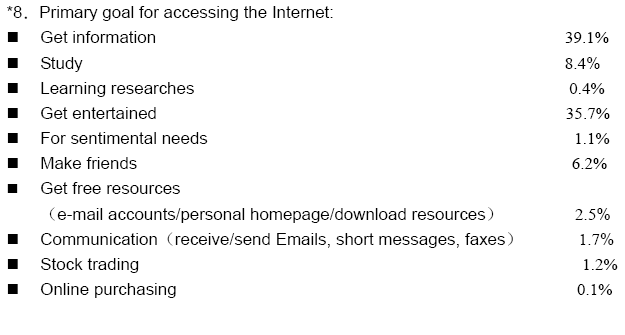 *8．Primary goal for accessing the Internet:
■ Get information 39.1%
■ Study 8.4%
■ Learning researches 0.4%
■ Get entertained 35.7%
■ For sentimental needs 1.1%
■ Make friends 6.2%
■ Get free resources
（e-mail accounts/personal homepage/download resources） 2.5%
■ Communication（receive/send Emails, short messages, faxes） 1.7%
■ Stock trading 1.2%
■ Online purchasing 0.1%